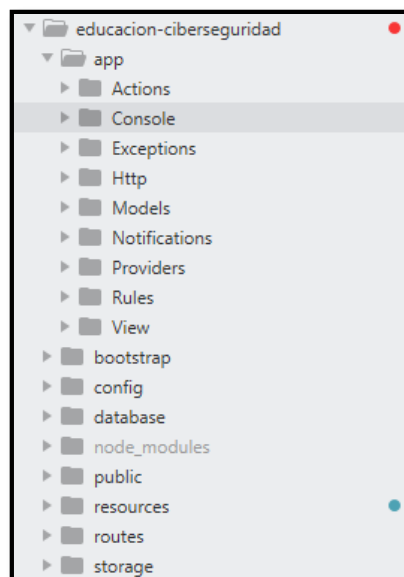 educacion-ciberseguridad
app
Actions
Console
Exceptions
Http
Models
Notifications
Providers
Rules
View
bootstrap
config
database
node_modules
public
resources
routes
storage